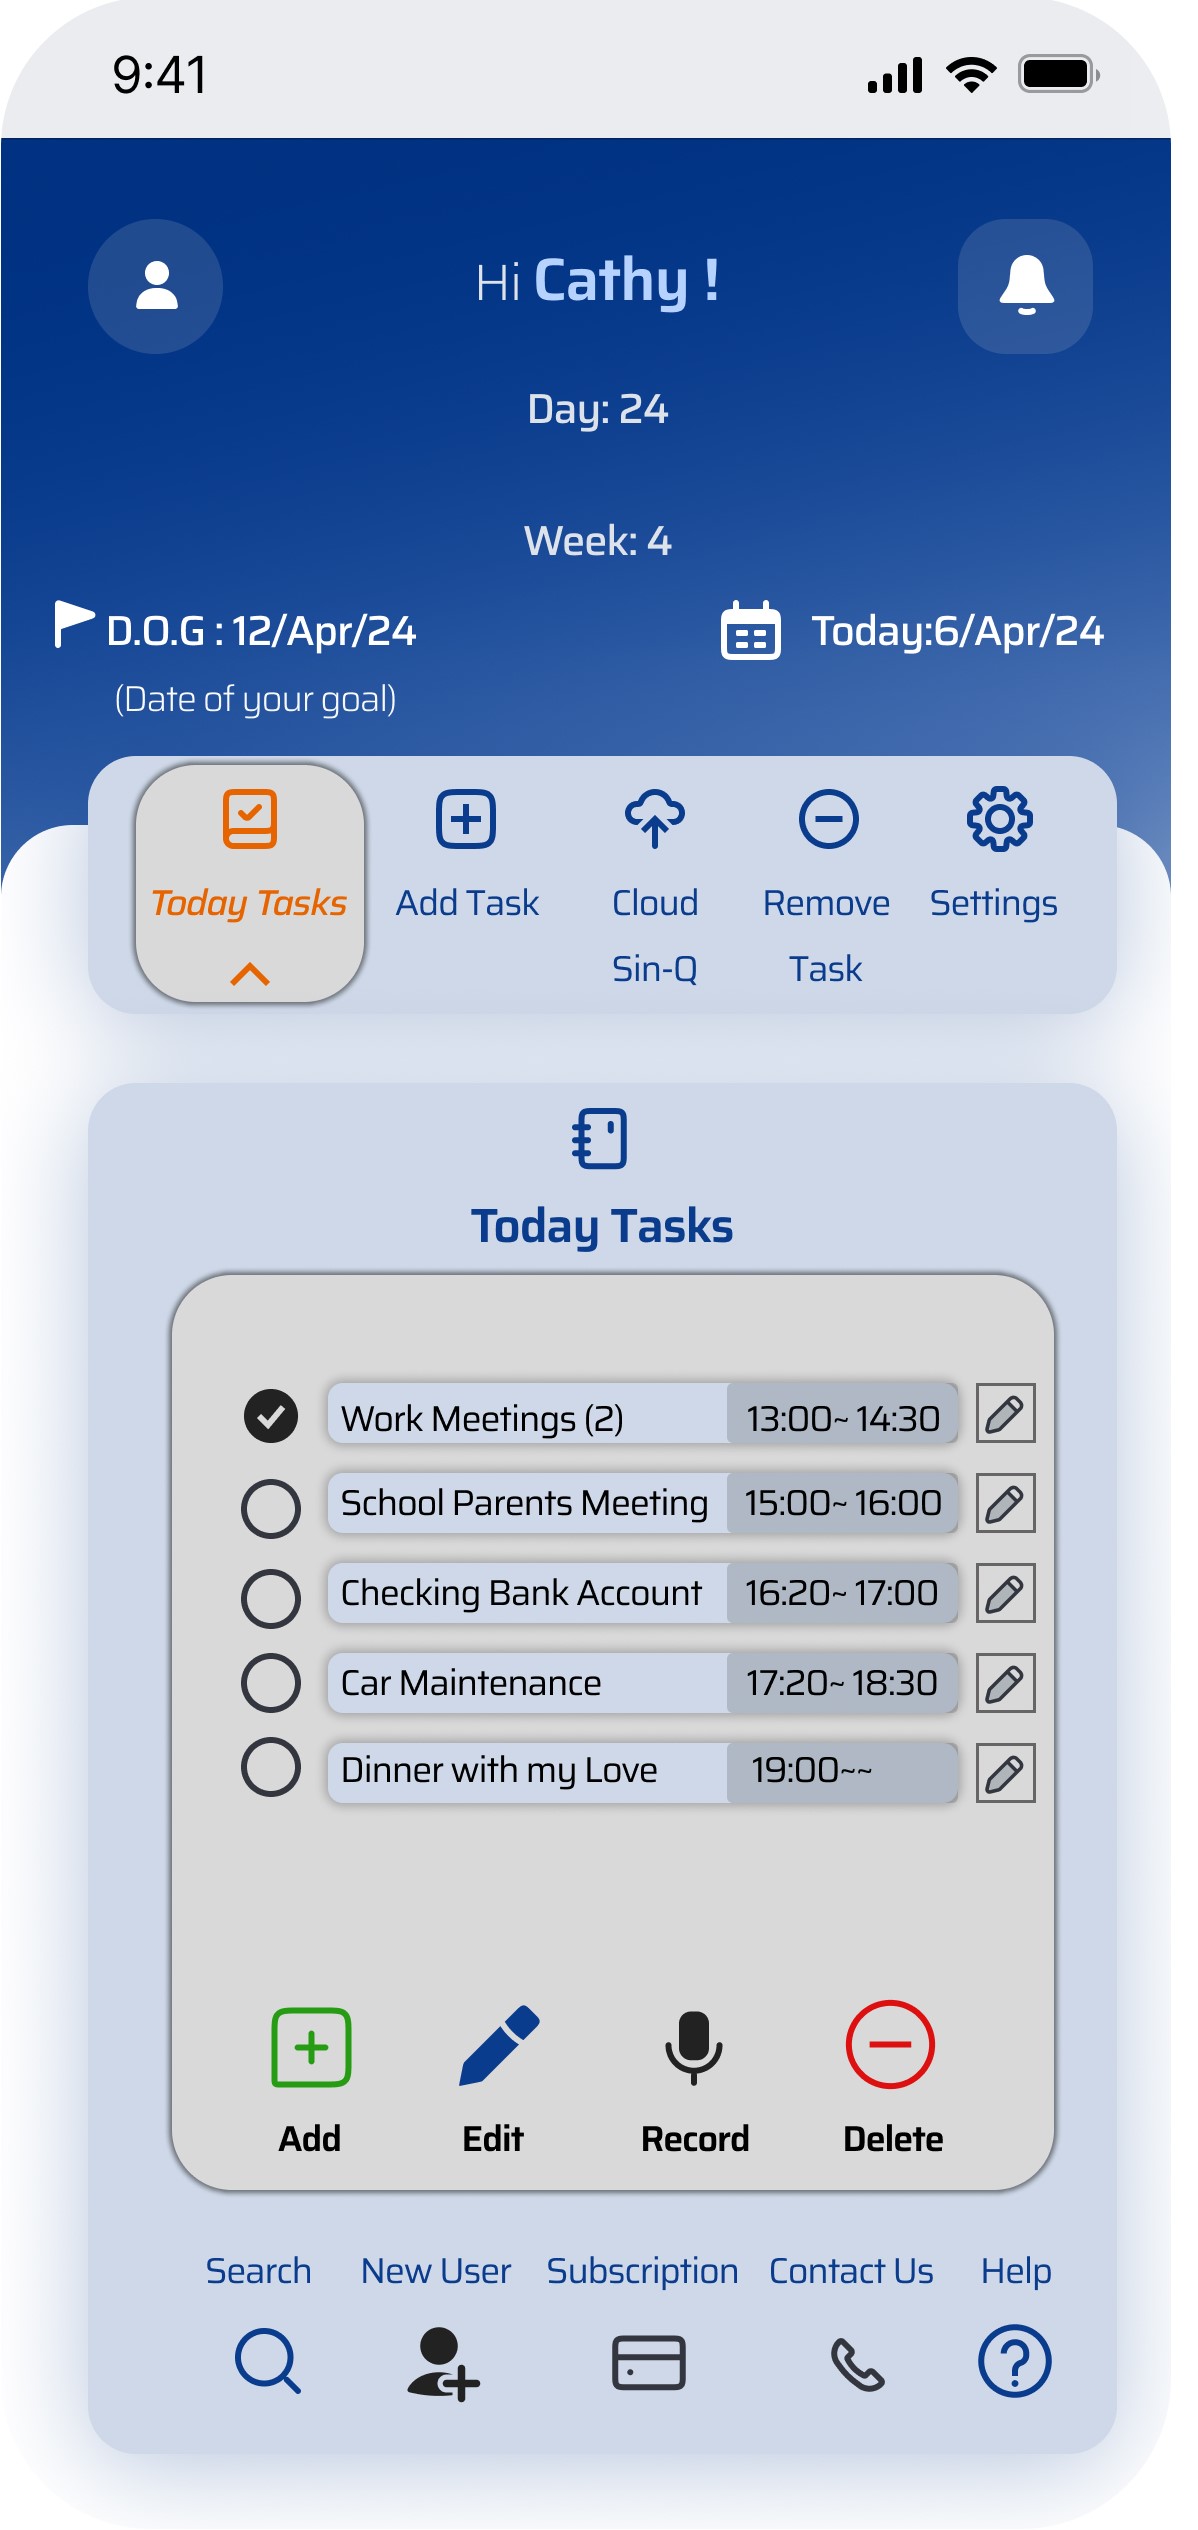 9:41
Hi Cathy !
Day: 24
Week: 4
D.O.G : 12/Apr/24
Today:6/Apr/24
(Date of your goal)
Today Tasks
Add Task
Cloud
Sin-Q
Remove
Task
Settings
Today Tasks
Work Meetings (2) 13:00~ 14:30
School Parents Meeting 15:00~ 16:00
Checking Bank Account 16:20~ 17:00
Car Maintenance 17:20~ 18:30
Dinner with my Love 19:00~~
Add Edit Record Delete
Search New User Subscription Contact Us Help